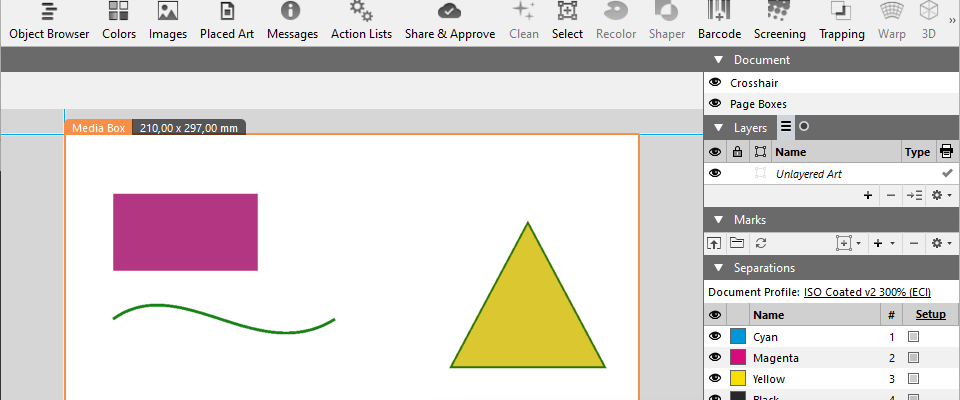 Object Browser Colors Images Placed Art Messages Action Lists Share & Approve Clean Select Recolor Shaper Barcode Screening Trapping Warp 3D »
Document
Crosshair
Page Boxes
Media Box 210,00 x 297,00 mm
Layers
Name Type
Unlayered Art
Marks
Separations
Document Profile: ISO Coated v2 300% (ECI)
Name # Setup
Cyan 1
Magenta 2
Yellow 3
Black 4